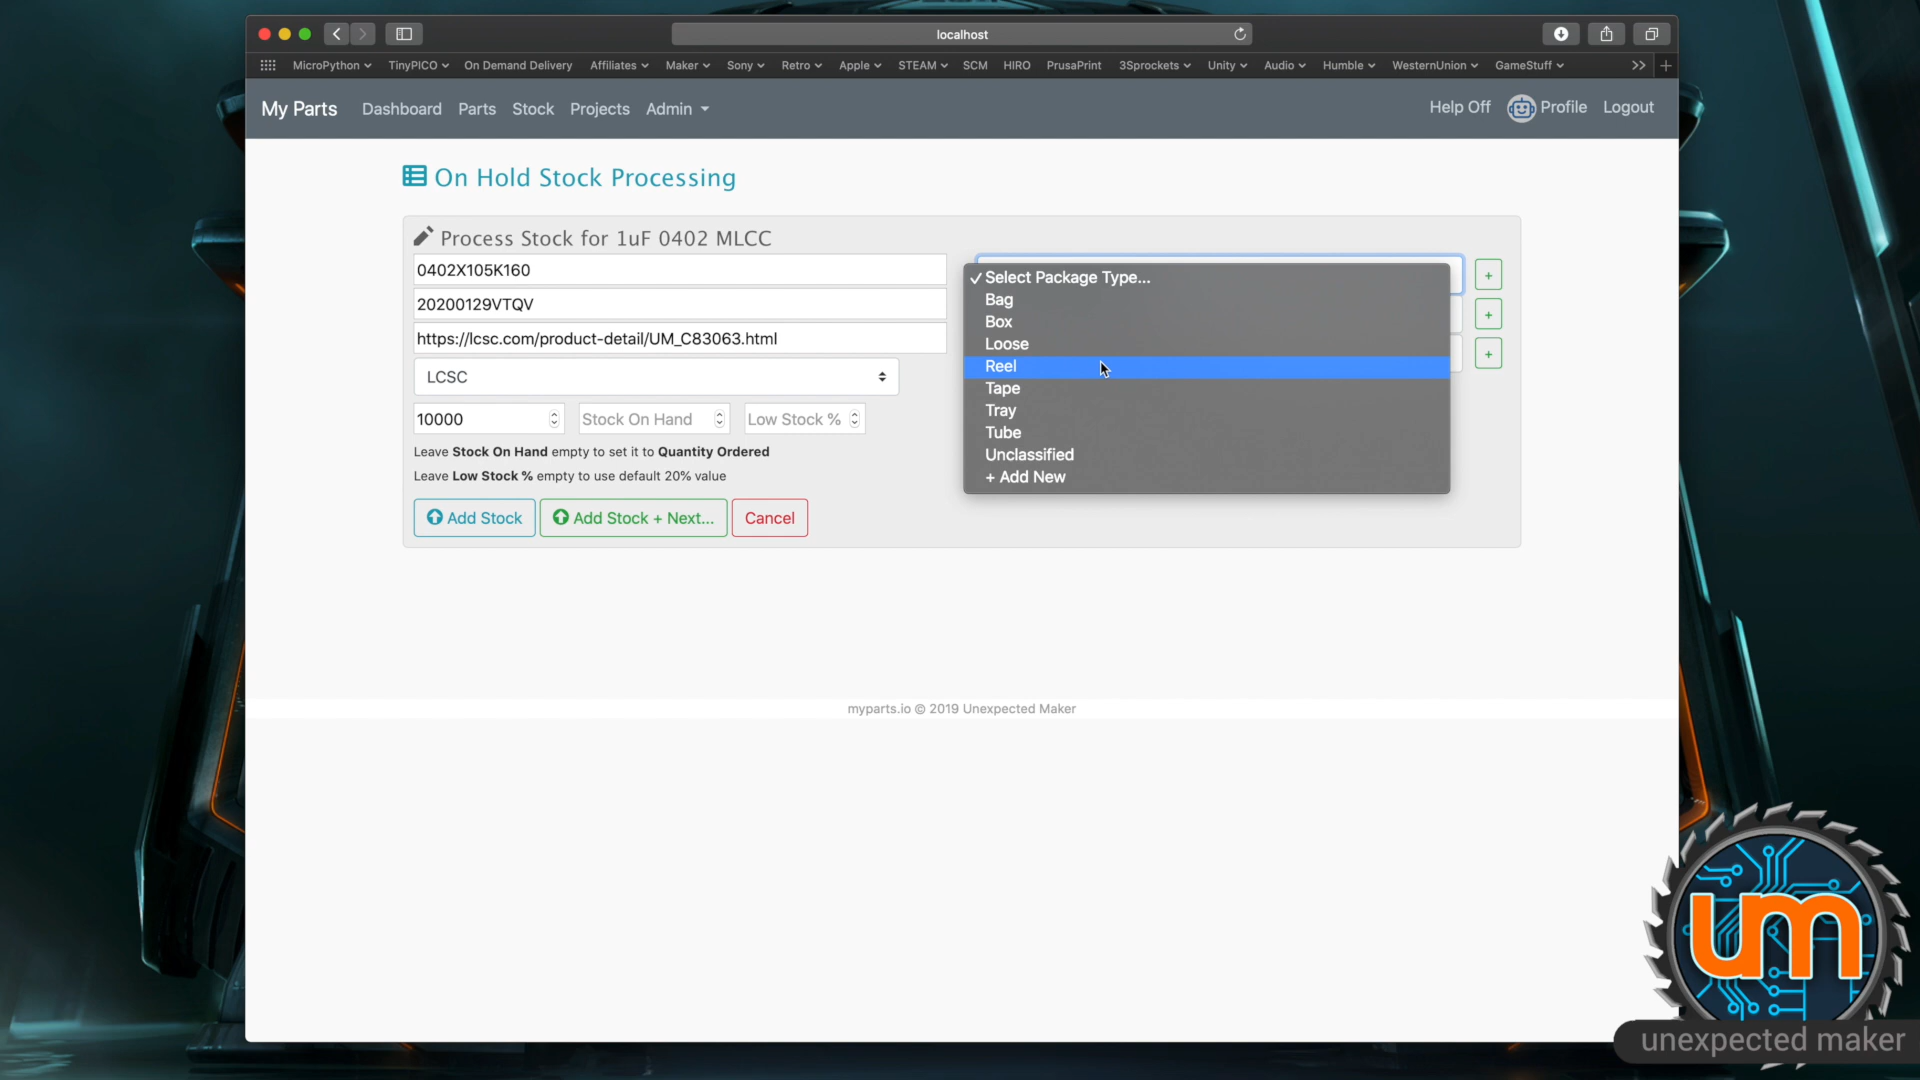 localhost
MicroPython TinyPICO On Demand Delivery Affiliates Maker Sony Retro Apple STEAM SCM HIRO PrusaPrint 3Sprockets Unity Audio Humble WesternUnion GameStuff
My Parts Dashboard Parts Stock Projects Admin Help Off Profile Logout
On Hold Stock Processing
Process Stock for 1uF 0402 MLCC
0402X105K160
20200129VTQV
https://lcsc.com/product-detail/UM_C83063.html
LCSC
10000 Stock On Hand Low Stock %
Leave Stock On Hand empty to set it to Quantity Ordered
Leave Low Stock % empty to use default 20% value
Add Stock Add Stock + Next... Cancel
✓ Select Package Type...
Bag
Box
Loose
Reel
Tape
Tray
Tube
Unclassified
+ Add New
+
+
+
myparts.io © 2019 Unexpected Maker
um
unexpected maker